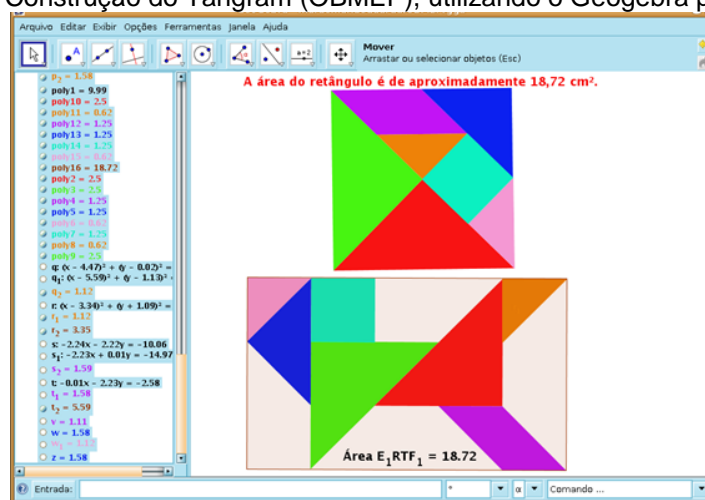 Construção do Tangram (OBMEP), utilizando o Geogebra p
Arquivo Editar Exibir Opções Ferramentas Janela Ajuda
Mover
Arrastar ou selecionar objetos (Esc)
A área do retângulo é de aproximadamente 18,72 cm².
p₂ = 1.58
poly1 = 9.99
poly10 = 2.5
poly11 = 0.62
poly12 = 1.25
poly13 = 1.25
poly14 = 1.25
poly15 = 0.62
poly16 = 18.72
poly2 = 2.5
poly3 = 2.5
poly4 = 1.25
poly5 = 1.25
poly6 = 0.62
poly7 = 1.25
poly8 = 0.62
poly9 = 2.5
q: (x - 4.47)² + (y - 0.02)² =
q₁: (x - 5.59)² + (y - 1.13)²
q₂ = 1.12
r: (x - 3.34)² + (y + 1.09)² =
r₁ = 1.12
r₂ = 3.35
s: -2.24x - 2.22y = -10.06
s₁: -2.23x + 0.01y = -14.97
s₂ = 1.59
t: -0.01x - 2.23y = -2.58
t₁ = 1.58
t₂ = 5.59
v = 1.11
w = 1.58
w₁ = 1.12
z = 1.58
Área E₁RTF₁ = 18.72
Entrada:
°
α
Comando ...